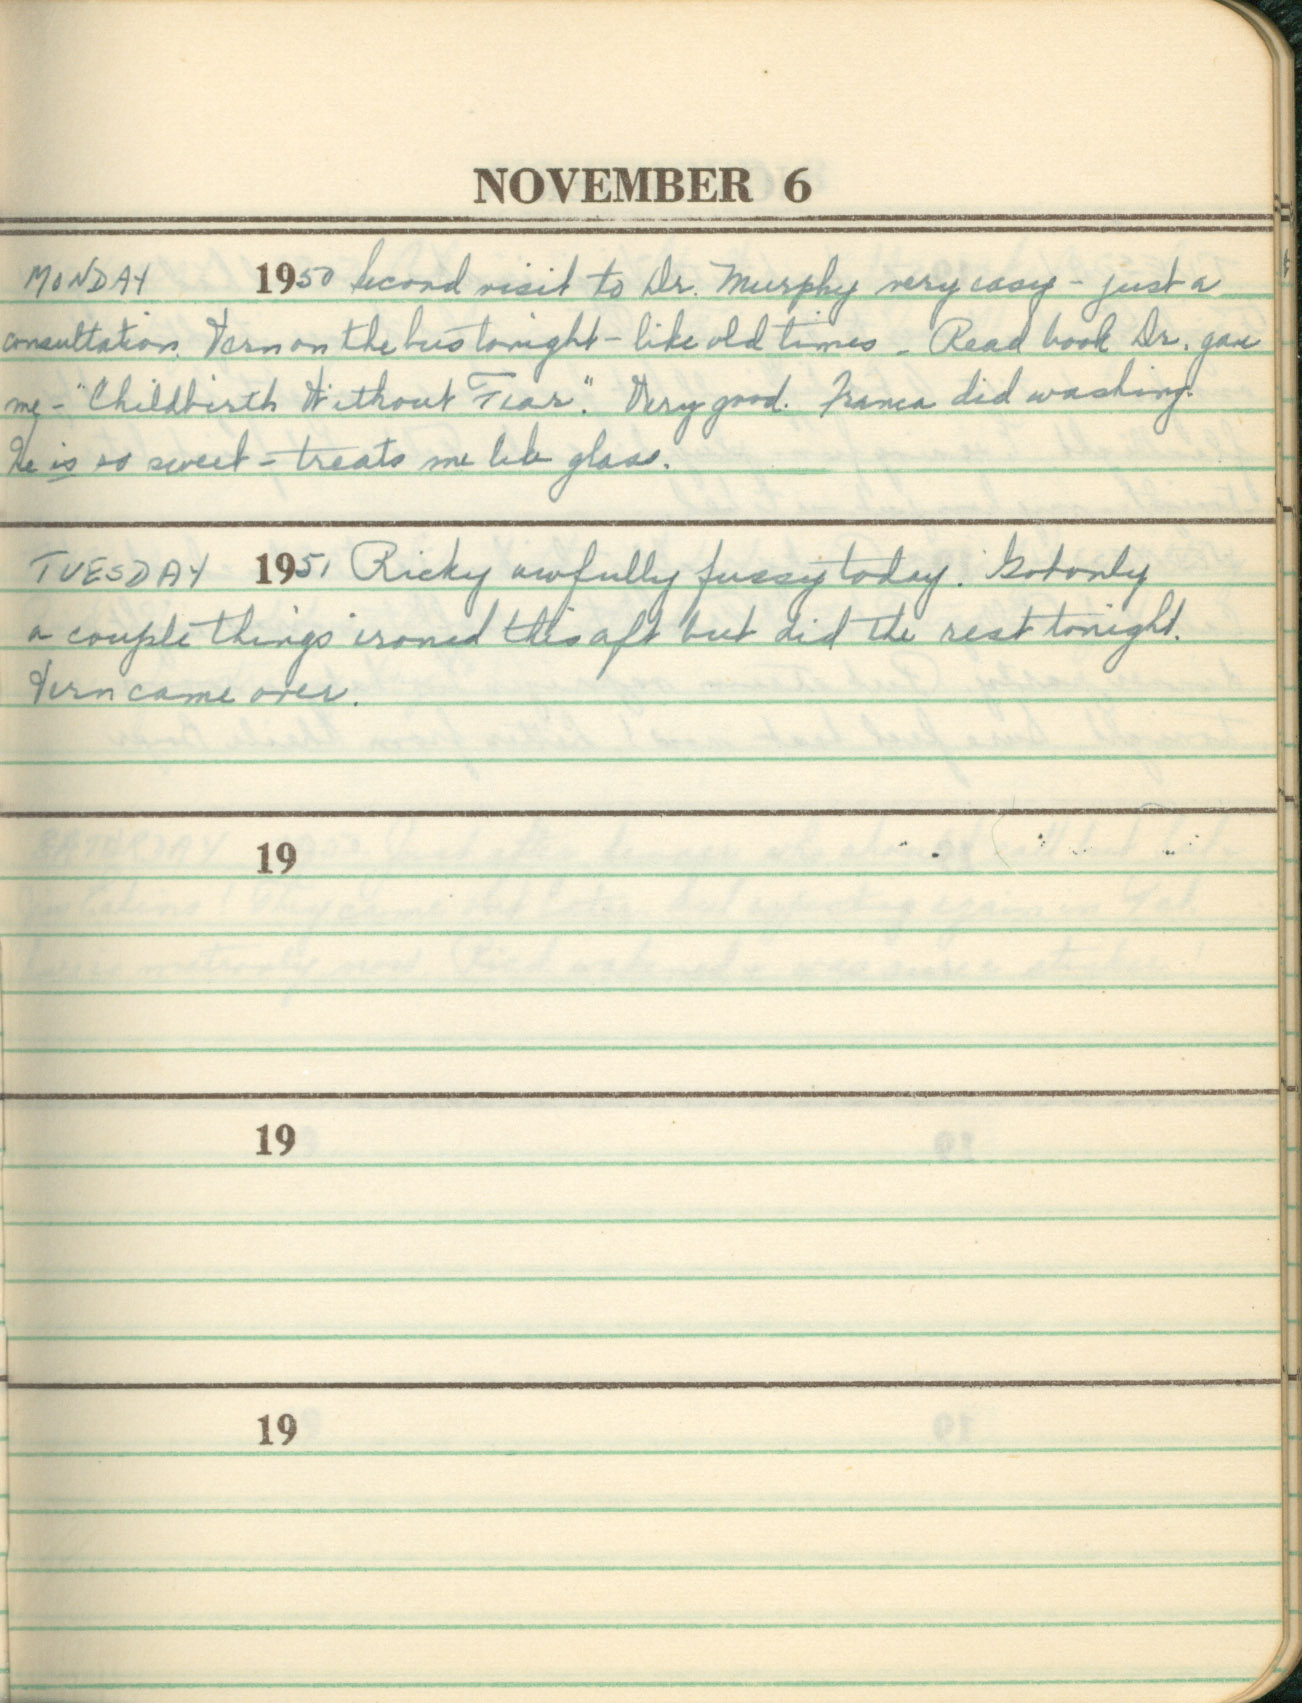 NOVEMBER 6
MONDAY 1950 Second visit to Dr. Murphy very easy - just a
consultation. Vern on the bus tonight - like old times - Read book Dr. gave
me - "Childbirth Without Fear". Very good. did washing.
He is so sweet - treats me like glass.
TUESDAY 1951 Ricky awfully fussy today. Got only
a couple things ironed this aft but did the rest tonight.
Vern came over.
19
19
19